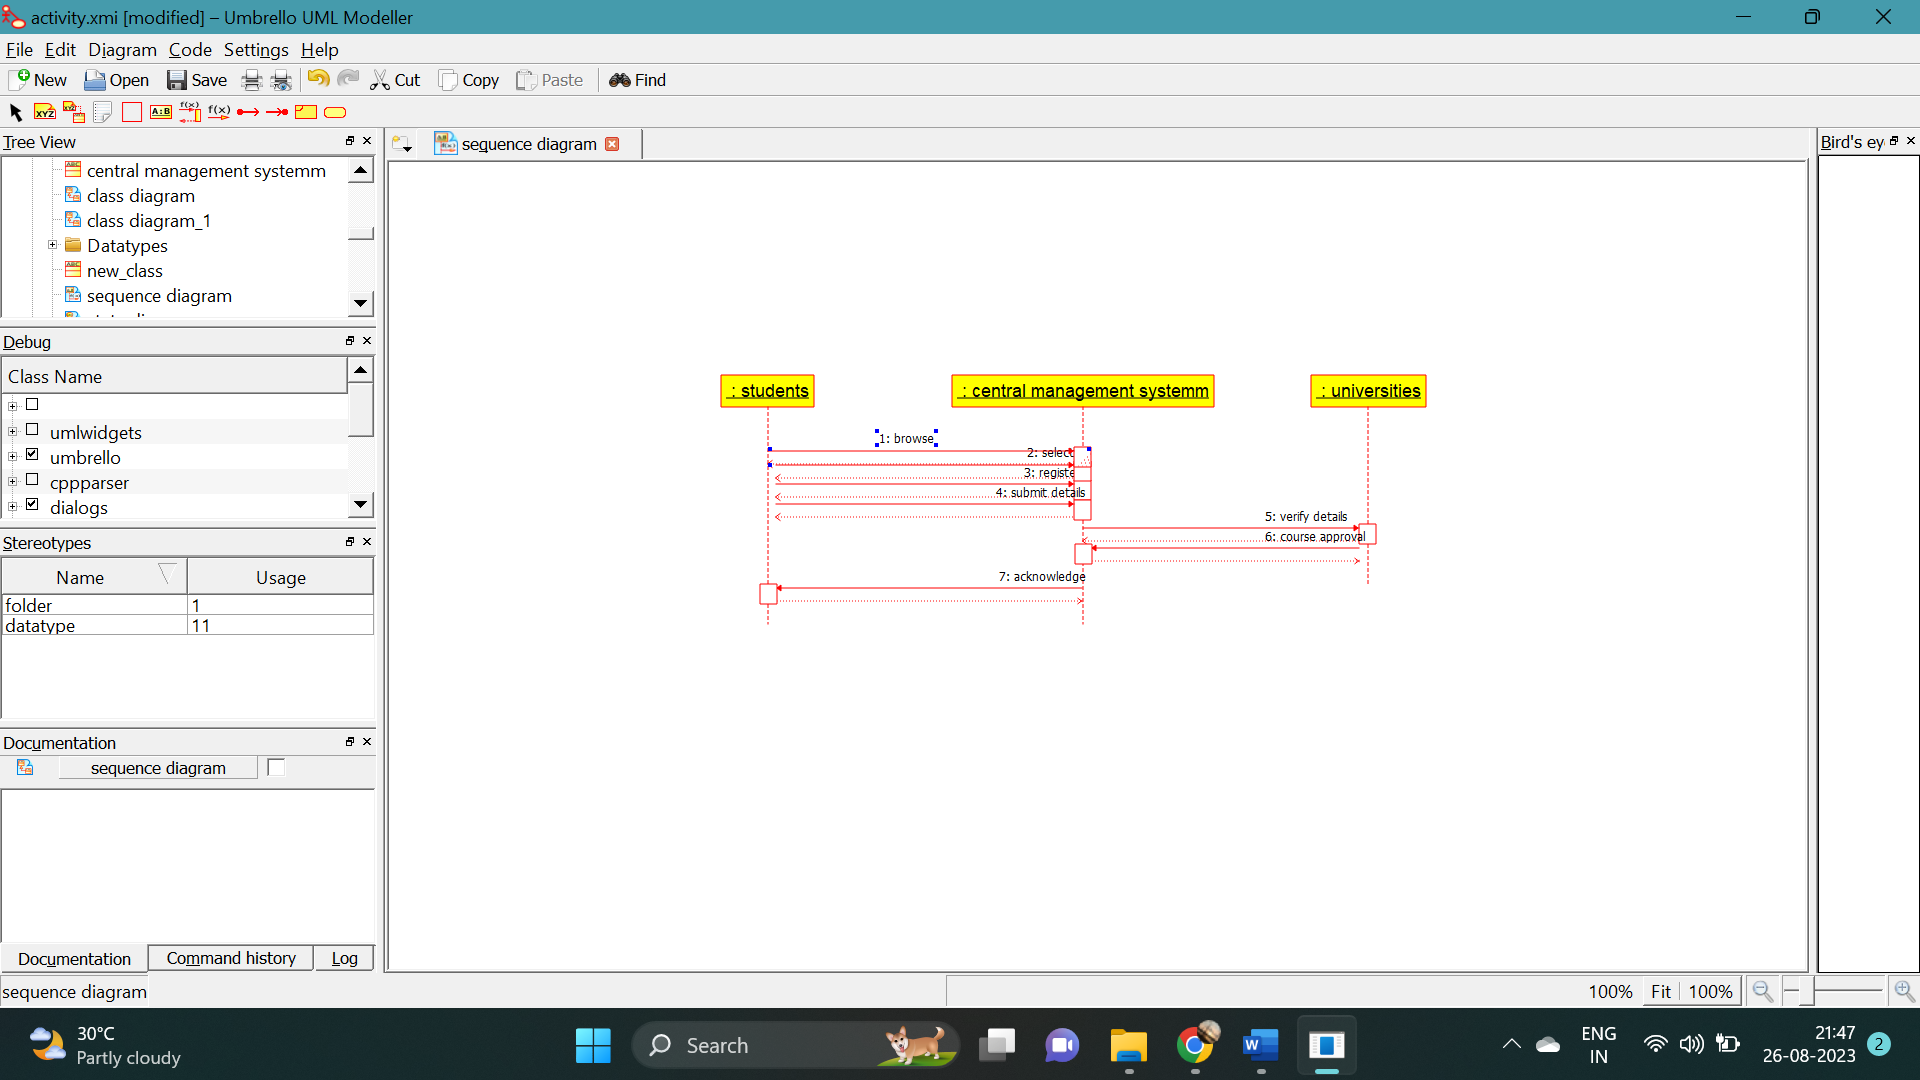 activity.xmi [modified] – Umbrello UML Modeller
File Edit Diagram Code Settings Help
New Open Save Cut Copy Paste Find
XYZ XYZ A:B f(x) f(x)
Tree View
sequence diagram
Bird's ey
central management systemm
class diagram
class diagram_1
Datatypes
new_class
sequence diagram
Debug
Class Name
umlwidgets
umbrello
cppparser
dialogs
Stereotypes
Name Usage
folder 1
datatype 11
Documentation
sequence diagram
Documentation Command history Log
: students : central management systemm : universities
1: browse
2: select
3: registe
4: submit details
5: verify details
6: course approval
7: acknowledge
sequence diagram
100% Fit 100%
30°C
Partly cloudy
Search
W
ENG
IN
21:47
26-08-2023
2